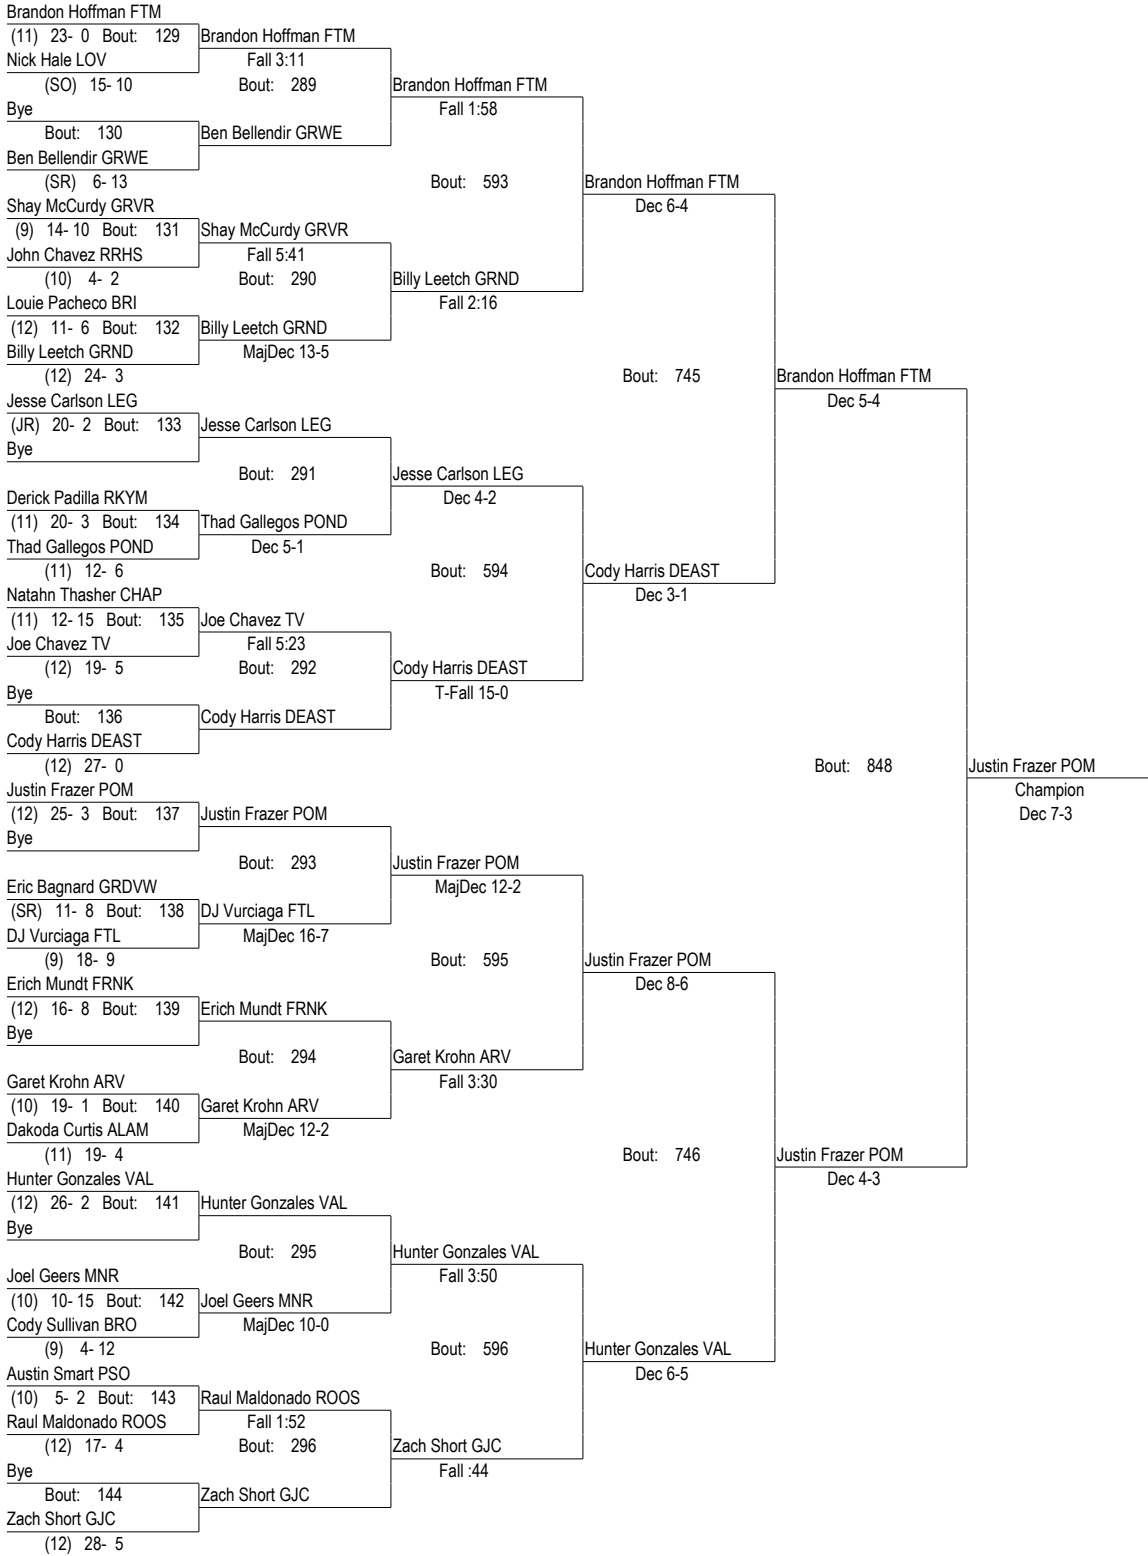 Brandon Hoffman FTM
(11) 23- 0 Bout: 129 Brandon Hoffman FTM
Nick Hale LOV Fall 3:11
(SO) 15- 10 Bout: 289 Brandon Hoffman FTM
Bye Fall 1:58
Bout: 130 Ben Bellendir GRWE
Ben Bellendir GRWE
(SR) 6- 13 Bout: 593 Brandon Hoffman FTM
Shay McCurdy GRVR Dec 6-4
(9) 14- 10 Bout: 131 Shay McCurdy GRVR
John Chavez RRHS Fall 5:41
(10) 4- 2 Bout: 290 Billy Leetch GRND
Louie Pacheco BRI Fall 2:16
(12) 11- 6 Bout: 132 Billy Leetch GRND
Billy Leetch GRND MajDec 13-5
(12) 24- 3 Bout: 745 Brandon Hoffman FTM
Jesse Carlson LEG Dec 5-4
(JR) 20- 2 Bout: 133 Jesse Carlson LEG
Bye
Bout: 291 Jesse Carlson LEG
Derick Padilla RKYM Dec 4-2
(11) 20- 3 Bout: 134 Thad Gallegos POND
Thad Gallegos POND Dec 5-1
(11) 12- 6 Bout: 594 Cody Harris DEAST
Natahn Thasher CHAP Dec 3-1
(11) 12- 15 Bout: 135 Joe Chavez TV
Joe Chavez TV Fall 5:23
(12) 19- 5 Bout: 292 Cody Harris DEAST
Bye T-Fall 15-0
Bout: 136 Cody Harris DEAST
Cody Harris DEAST
(12) 27- 0 Bout: 848 Justin Frazer POM
Justin Frazer POM Champion
(12) 25- 3 Bout: 137 Justin Frazer POM Dec 7-3
Bye
Bout: 293 Justin Frazer POM
Eric Bagnard GRDVW MajDec 12-2
(SR) 11- 8 Bout: 138 DJ Vurciaga FTL
DJ Vurciaga FTL MajDec 16-7
(9) 18- 9 Bout: 595 Justin Frazer POM
Erich Mundt FRNK Dec 8-6
(12) 16- 8 Bout: 139 Erich Mundt FRNK
Bye
Bout: 294 Garet Krohn ARV
Garet Krohn ARV Fall 3:30
(10) 19- 1 Bout: 140 Garet Krohn ARV
Dakoda Curtis ALAM MajDec 12-2
(11) 19- 4 Bout: 746 Justin Frazer POM
Hunter Gonzales VAL Dec 4-3
(12) 26- 2 Bout: 141 Hunter Gonzales VAL
Bye
Bout: 295 Hunter Gonzales VAL
Joel Geers MNR Fall 3:50
(10) 10- 15 Bout: 142 Joel Geers MNR
Cody Sullivan BRO MajDec 10-0
(9) 4- 12 Bout: 596 Hunter Gonzales VAL
Austin Smart PSO Dec 6-5
(10) 5- 2 Bout: 143 Raul Maldonado ROOS
Raul Maldonado ROOS Fall 1:52
(12) 17- 4 Bout: 296 Zach Short GJC
Bye Fall :44
Bout: 144 Zach Short GJC
Zach Short GJC
(12) 28- 5